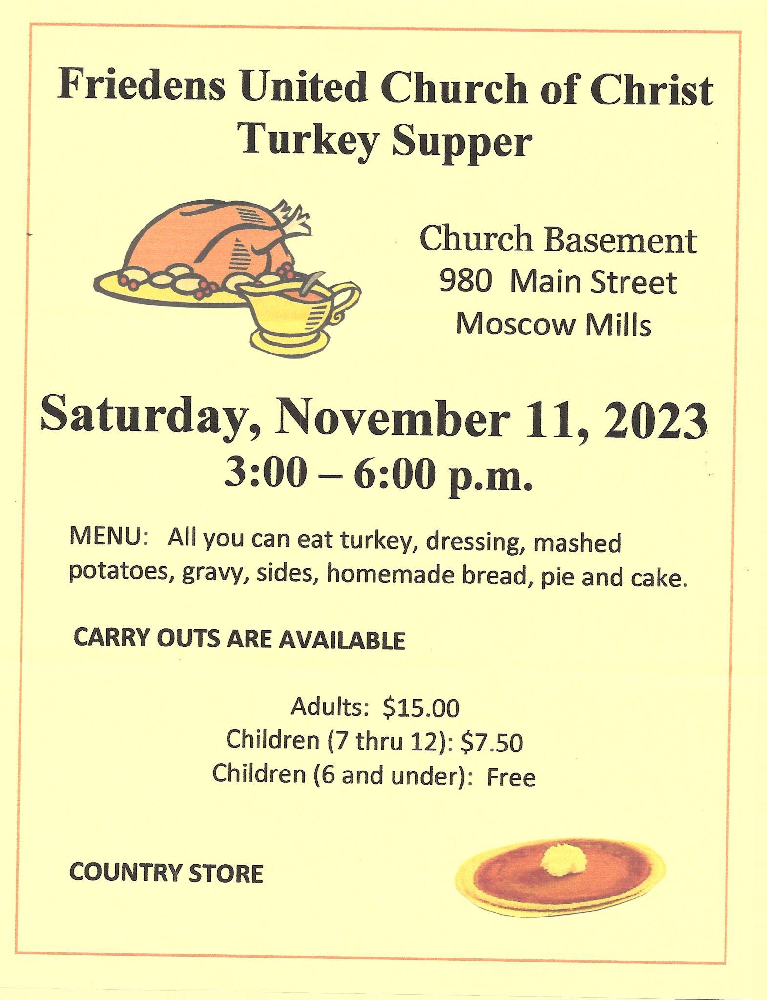 Friedens United Church of Christ
Turkey Supper
Church Basement
980 Main Street
Moscow Mills
Saturday, November 11, 2023
3:00 – 6:00 p.m.
MENU: All you can eat turkey, dressing, mashed
potatoes, gravy, sides, homemade bread, pie and cake.
CARRY OUTS ARE AVAILABLE
Adults: $15.00
Children (7 thru 12): $7.50
Children (6 and under): Free
COUNTRY STORE